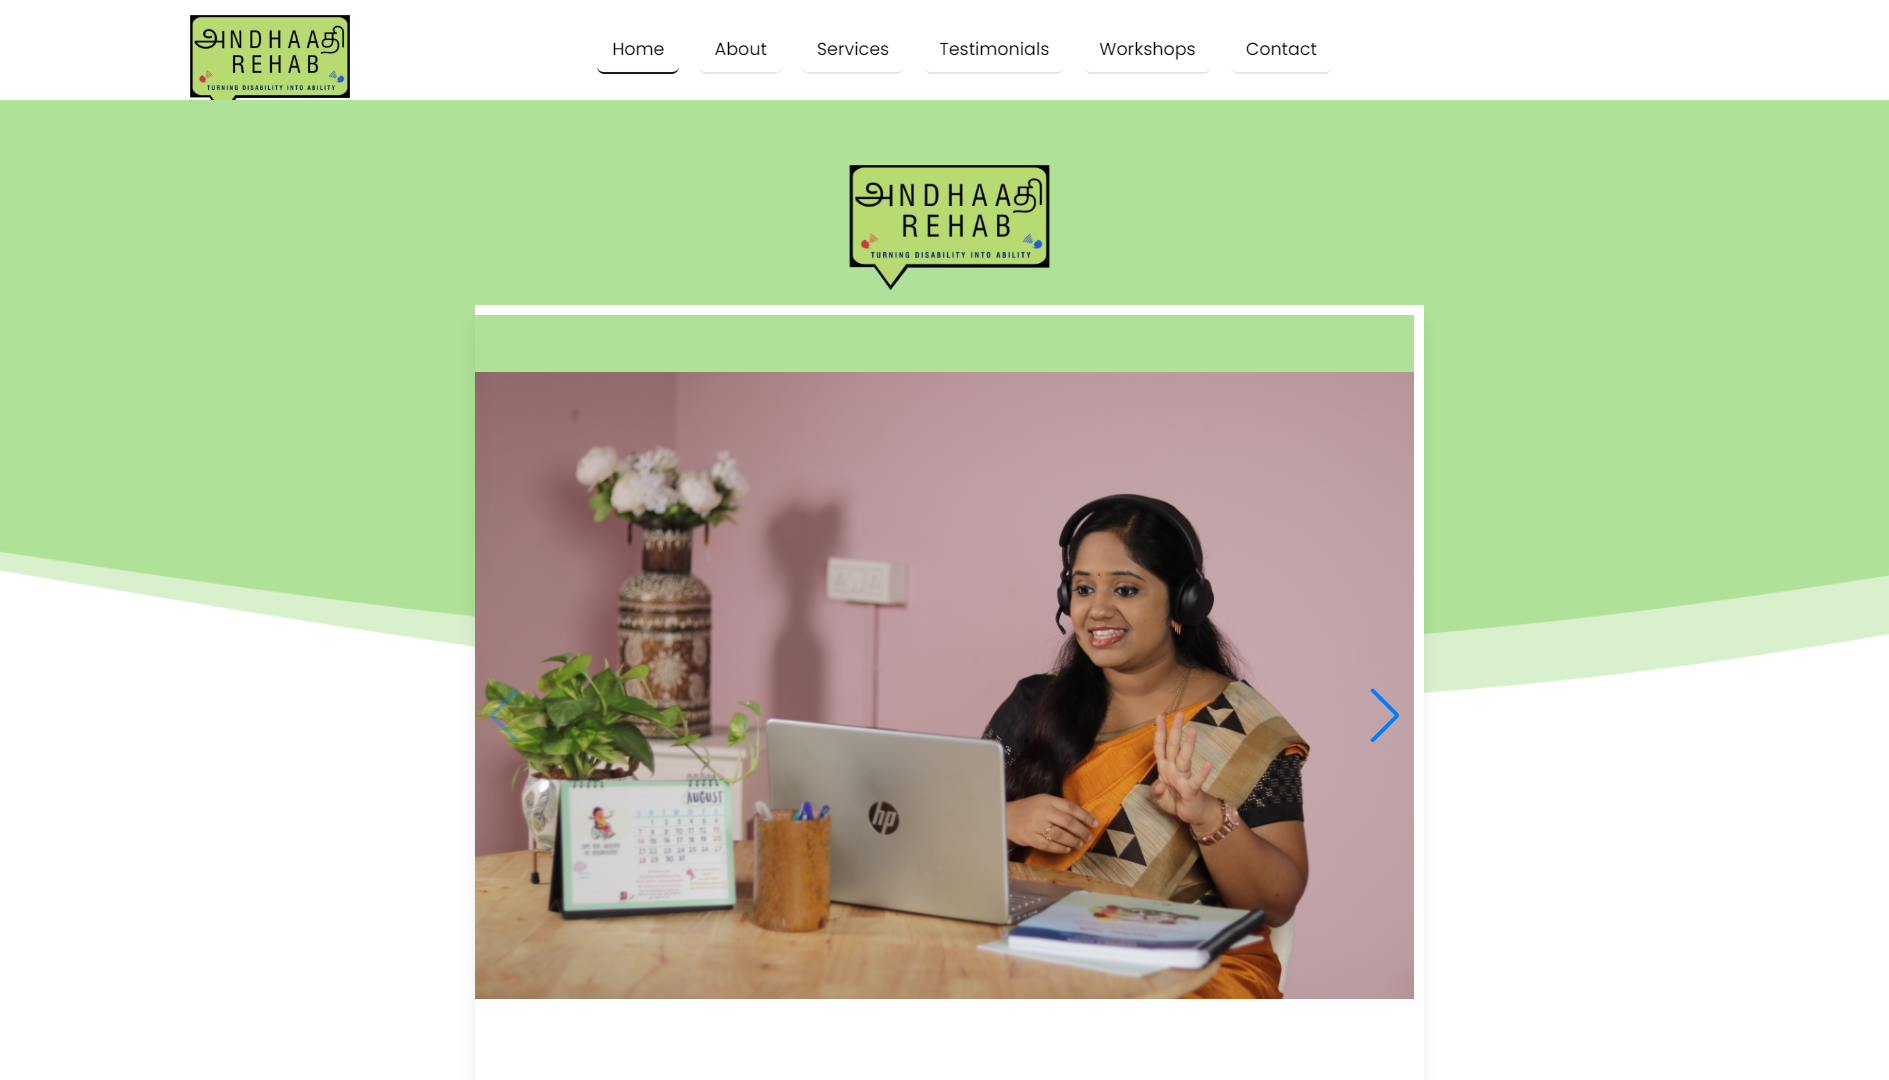 அNDHAAதி
REHAB
TURNING DISABILITY INTO ABILITY
Home
About
Services
Testimonials
Workshops
Contact
அNDHAAதி
REHAB
TURNING DISABILITY INTO ABILITY
hp
AUGUST